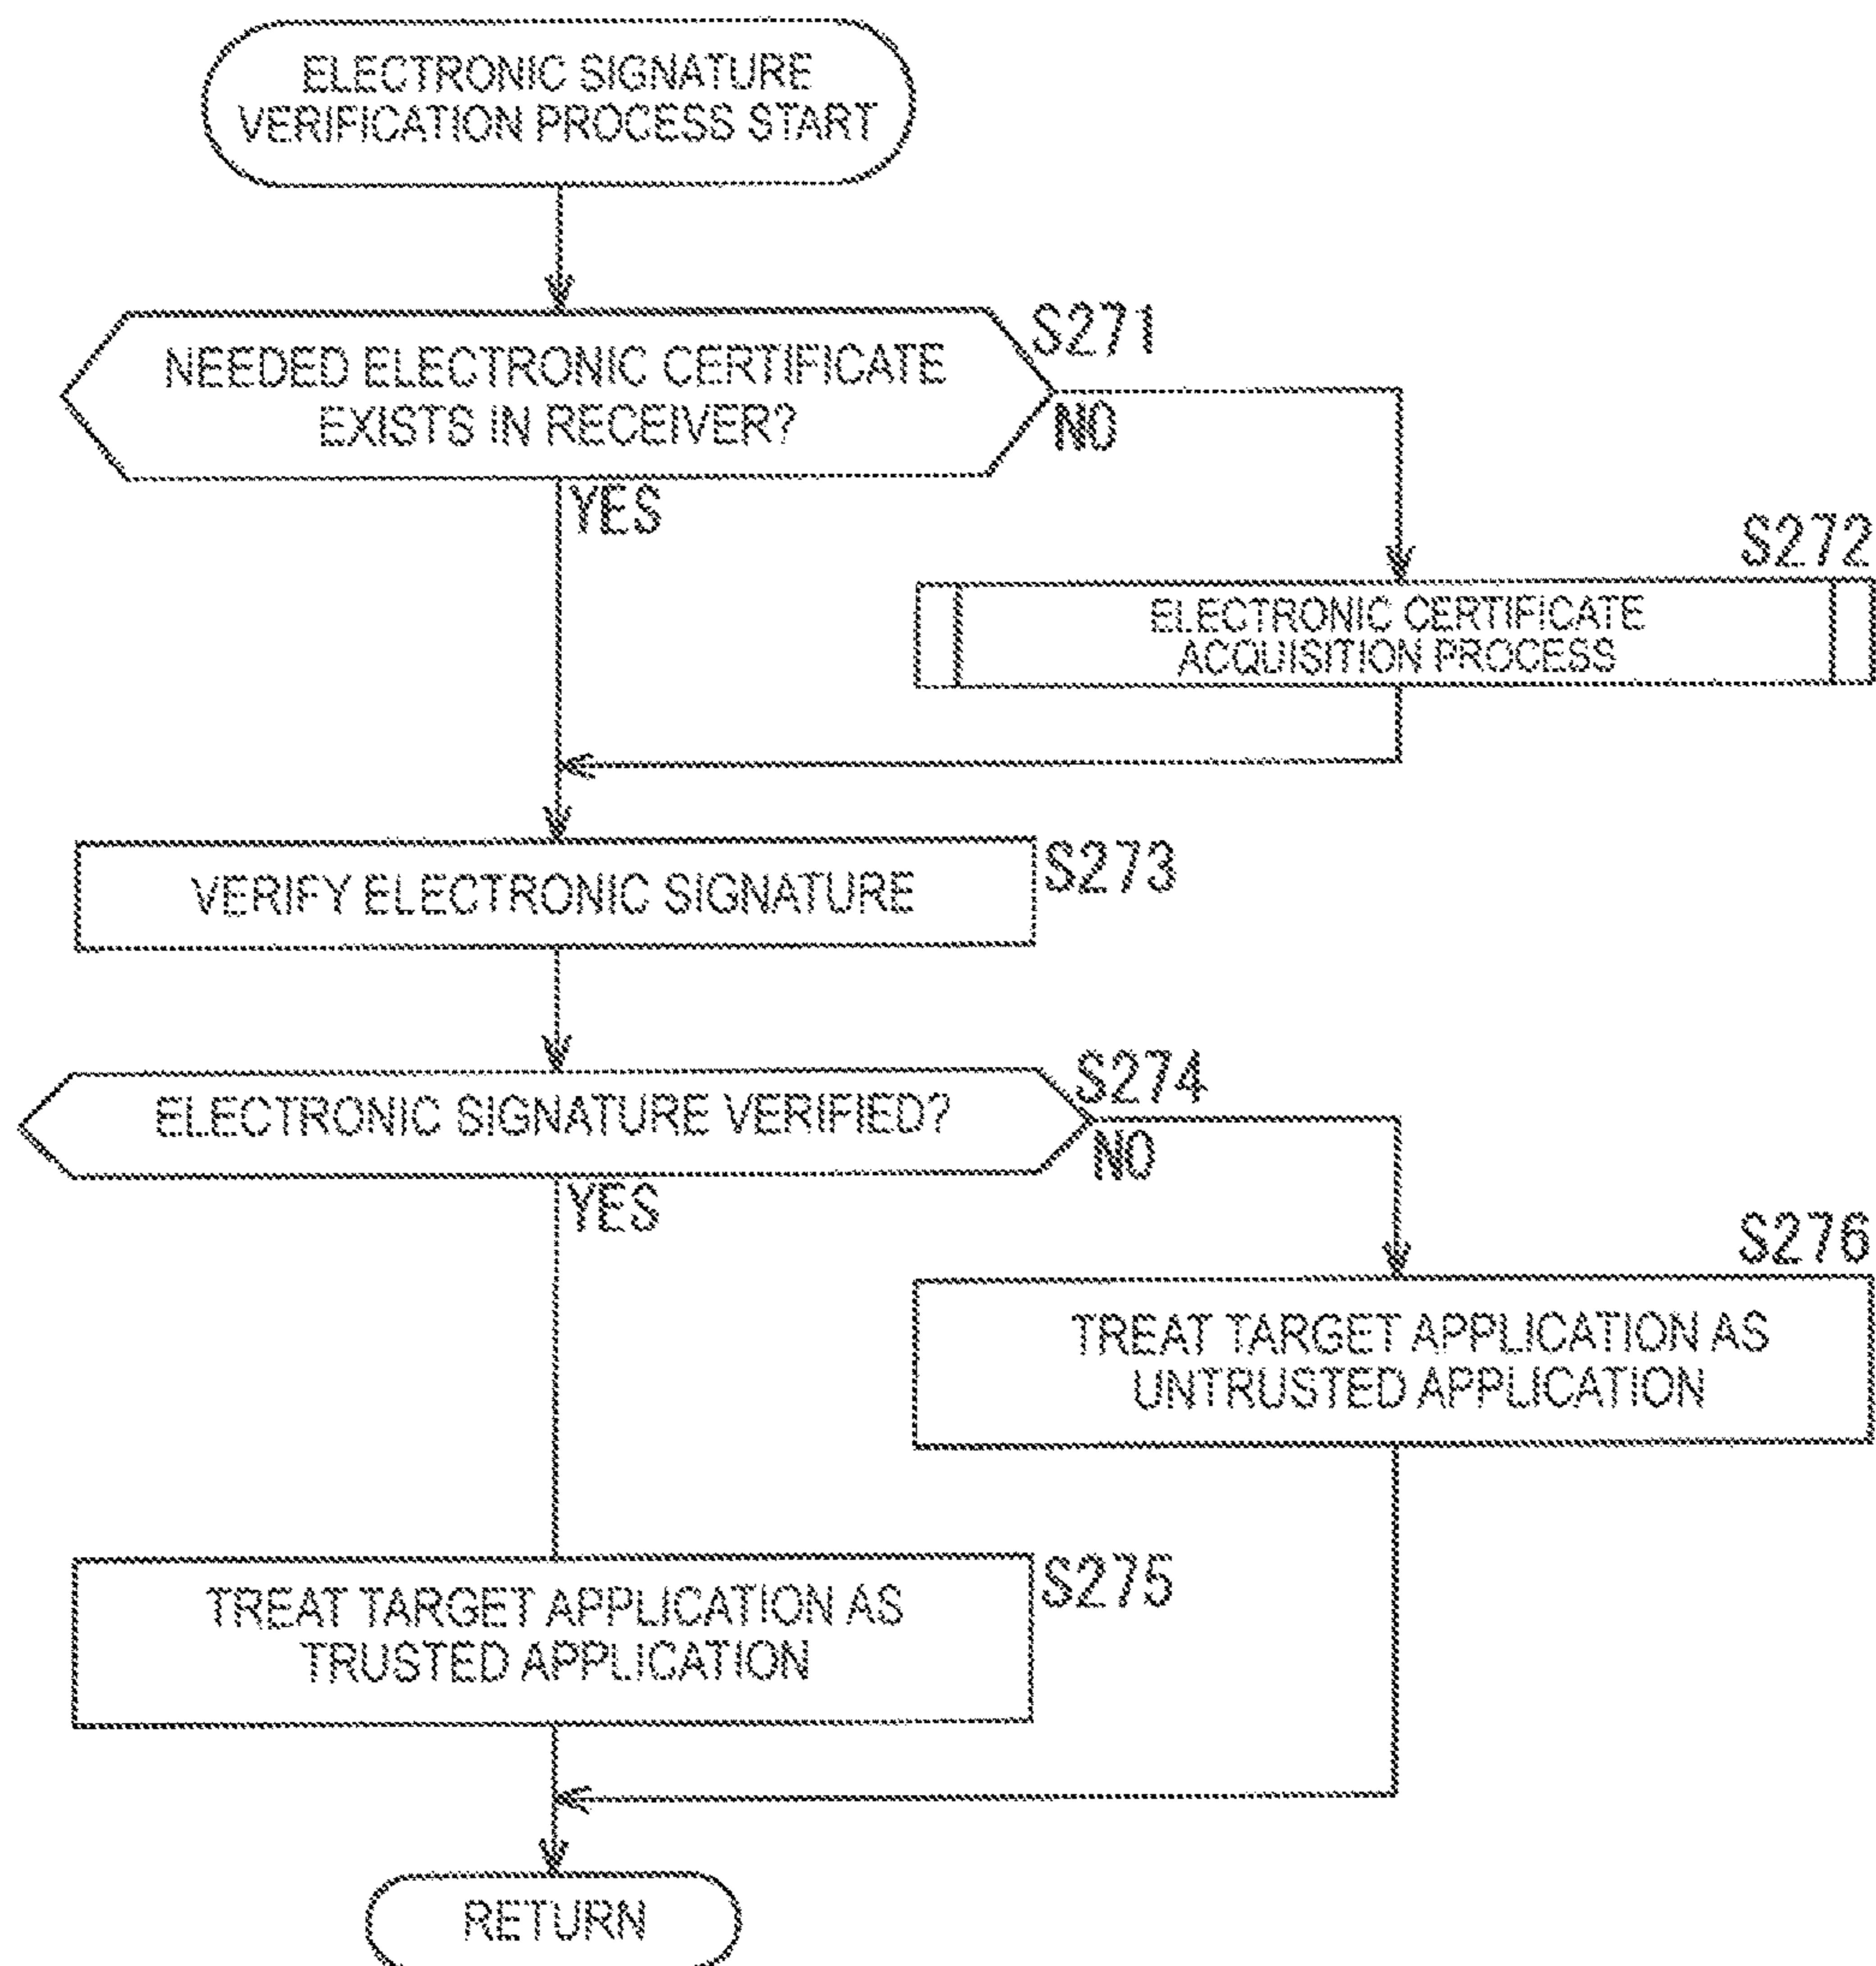 ELECTRONIC SIGNATURE
VERIFICATION PROCESS START
S271
NEEDED ELECTRONIC CERTIFICATE
EXISTS IN RECEIVER?
NO
YES
S272
ELECTRONIC CERTIFICATE
ACQUISITION PROCESS
S273
VERIFY ELECTRONIC SIGNATURE
S274
ELECTRONIC SIGNATURE VERIFIED?
NO
YES
S276
TREAT TARGET APPLICATION AS
UNTRUSTED APPLICATION
S275
TREAT TARGET APPLICATION AS
TRUSTED APPLICATION
RETURN